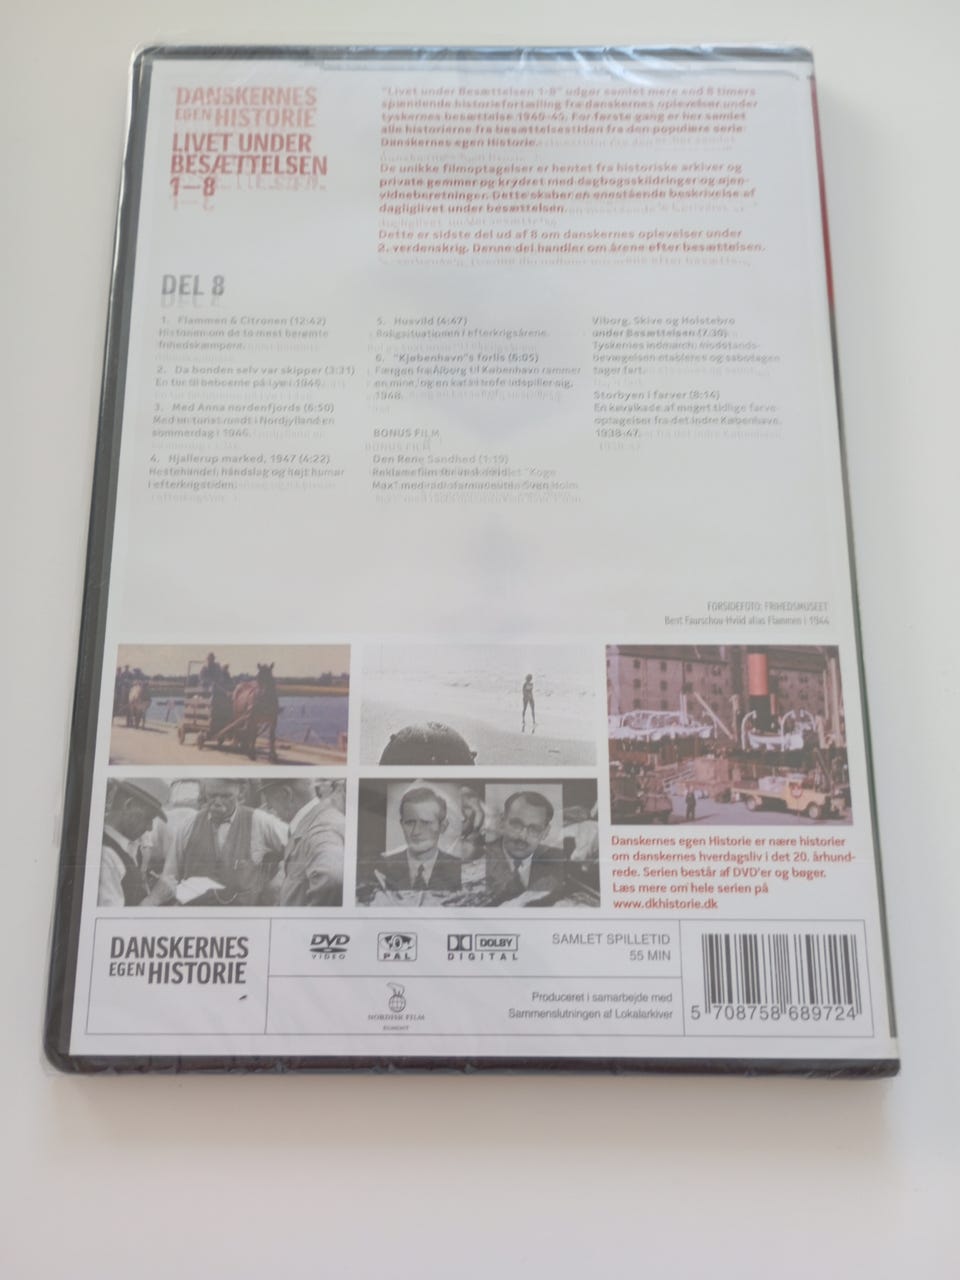 DANSKERNES
EGEN HISTORIE
LIVET UNDER
BESÆTTELSEN
1-8
"Livet under Besættelsen 1-8" udgør samlet mere end 8 timers
spændende historiefortælling fra danskernes oplevelser under
tyskernes besættelse 1940-45. For første gang er her samlet
alle historierne fra besættelsestiden fra den populære serie
Danskernes egen Historie.
De unikke filmoptagelser er hentet fra historiske arkiver og
private gemmer og krydret med dagbogsskildringer og øjen-
vidneberetninger. Dette skaber en enestående beskrivelse af
dagliglivet under besættelsen.
Dette er sidste del ud af 8 om danskernes oplevelser under
2. verdenskrig. Denne del handler om årene efter besættelsen.
DEL 8
1. Flammen & Citronen (12:42)
Historien om de to mest berømte
frihedskæmpere.
2. Da bonden selv var skipper (3:31)
En tur til beboerne på Lyø i 1946.
3. Med Anna nordenfjords (6:50)
Med en turist rundt i Nordjylland en
sommerdag i 1946.
4. Hjallerup marked, 1947 (4:22)
Hestehandel, håndslag og højt humør
i efterkrigstiden.
5. Husvild (4:47)
Boligsituationen i efterkrigsårene.
6. "Kjøbenhavn"s forlis (6:05)
Færgen fra Ålborg til København rammer
en mine, og en katastrofe udspiller sig,
1948.
BONUS FILM
Den Rene Sandhed (1:19)
Reklamefilm for vaskemidlet "Koge
Max" med Sven Holm
Viborg, Skive og Holstebro
under Besættelsen (7:39)
Tyskernes indmarch, modstands-
bevægelsen etableres og sabotagen
tager fart.
Storbyen i farver (8:14)
En kavalkade af meget tidlige farve-
optagelser fra det indre København.
1938-47.
FORSIDEFOTO: FRIHEDSMUSEET
Bent Faurschou-Hviid alias Flammen i 1944
Danskernes egen Historie er nære historier
om danskernes hverdagsliv i det 20. århund-
rede. Serien består af DVD'er og bøger.
Læs mere om hele serien på
www.dkhistorie.dk
DANSKERNES
EGEN HISTORIE
DVD
VIDEO
PAL
DOLBY
DIGITAL
SAMLET SPILLETID
55 MIN
NORDISK FILM
EGMONT
Produceret i samarbejde med
Sammenslutningen af Lokalarkiver
5 708758 689724